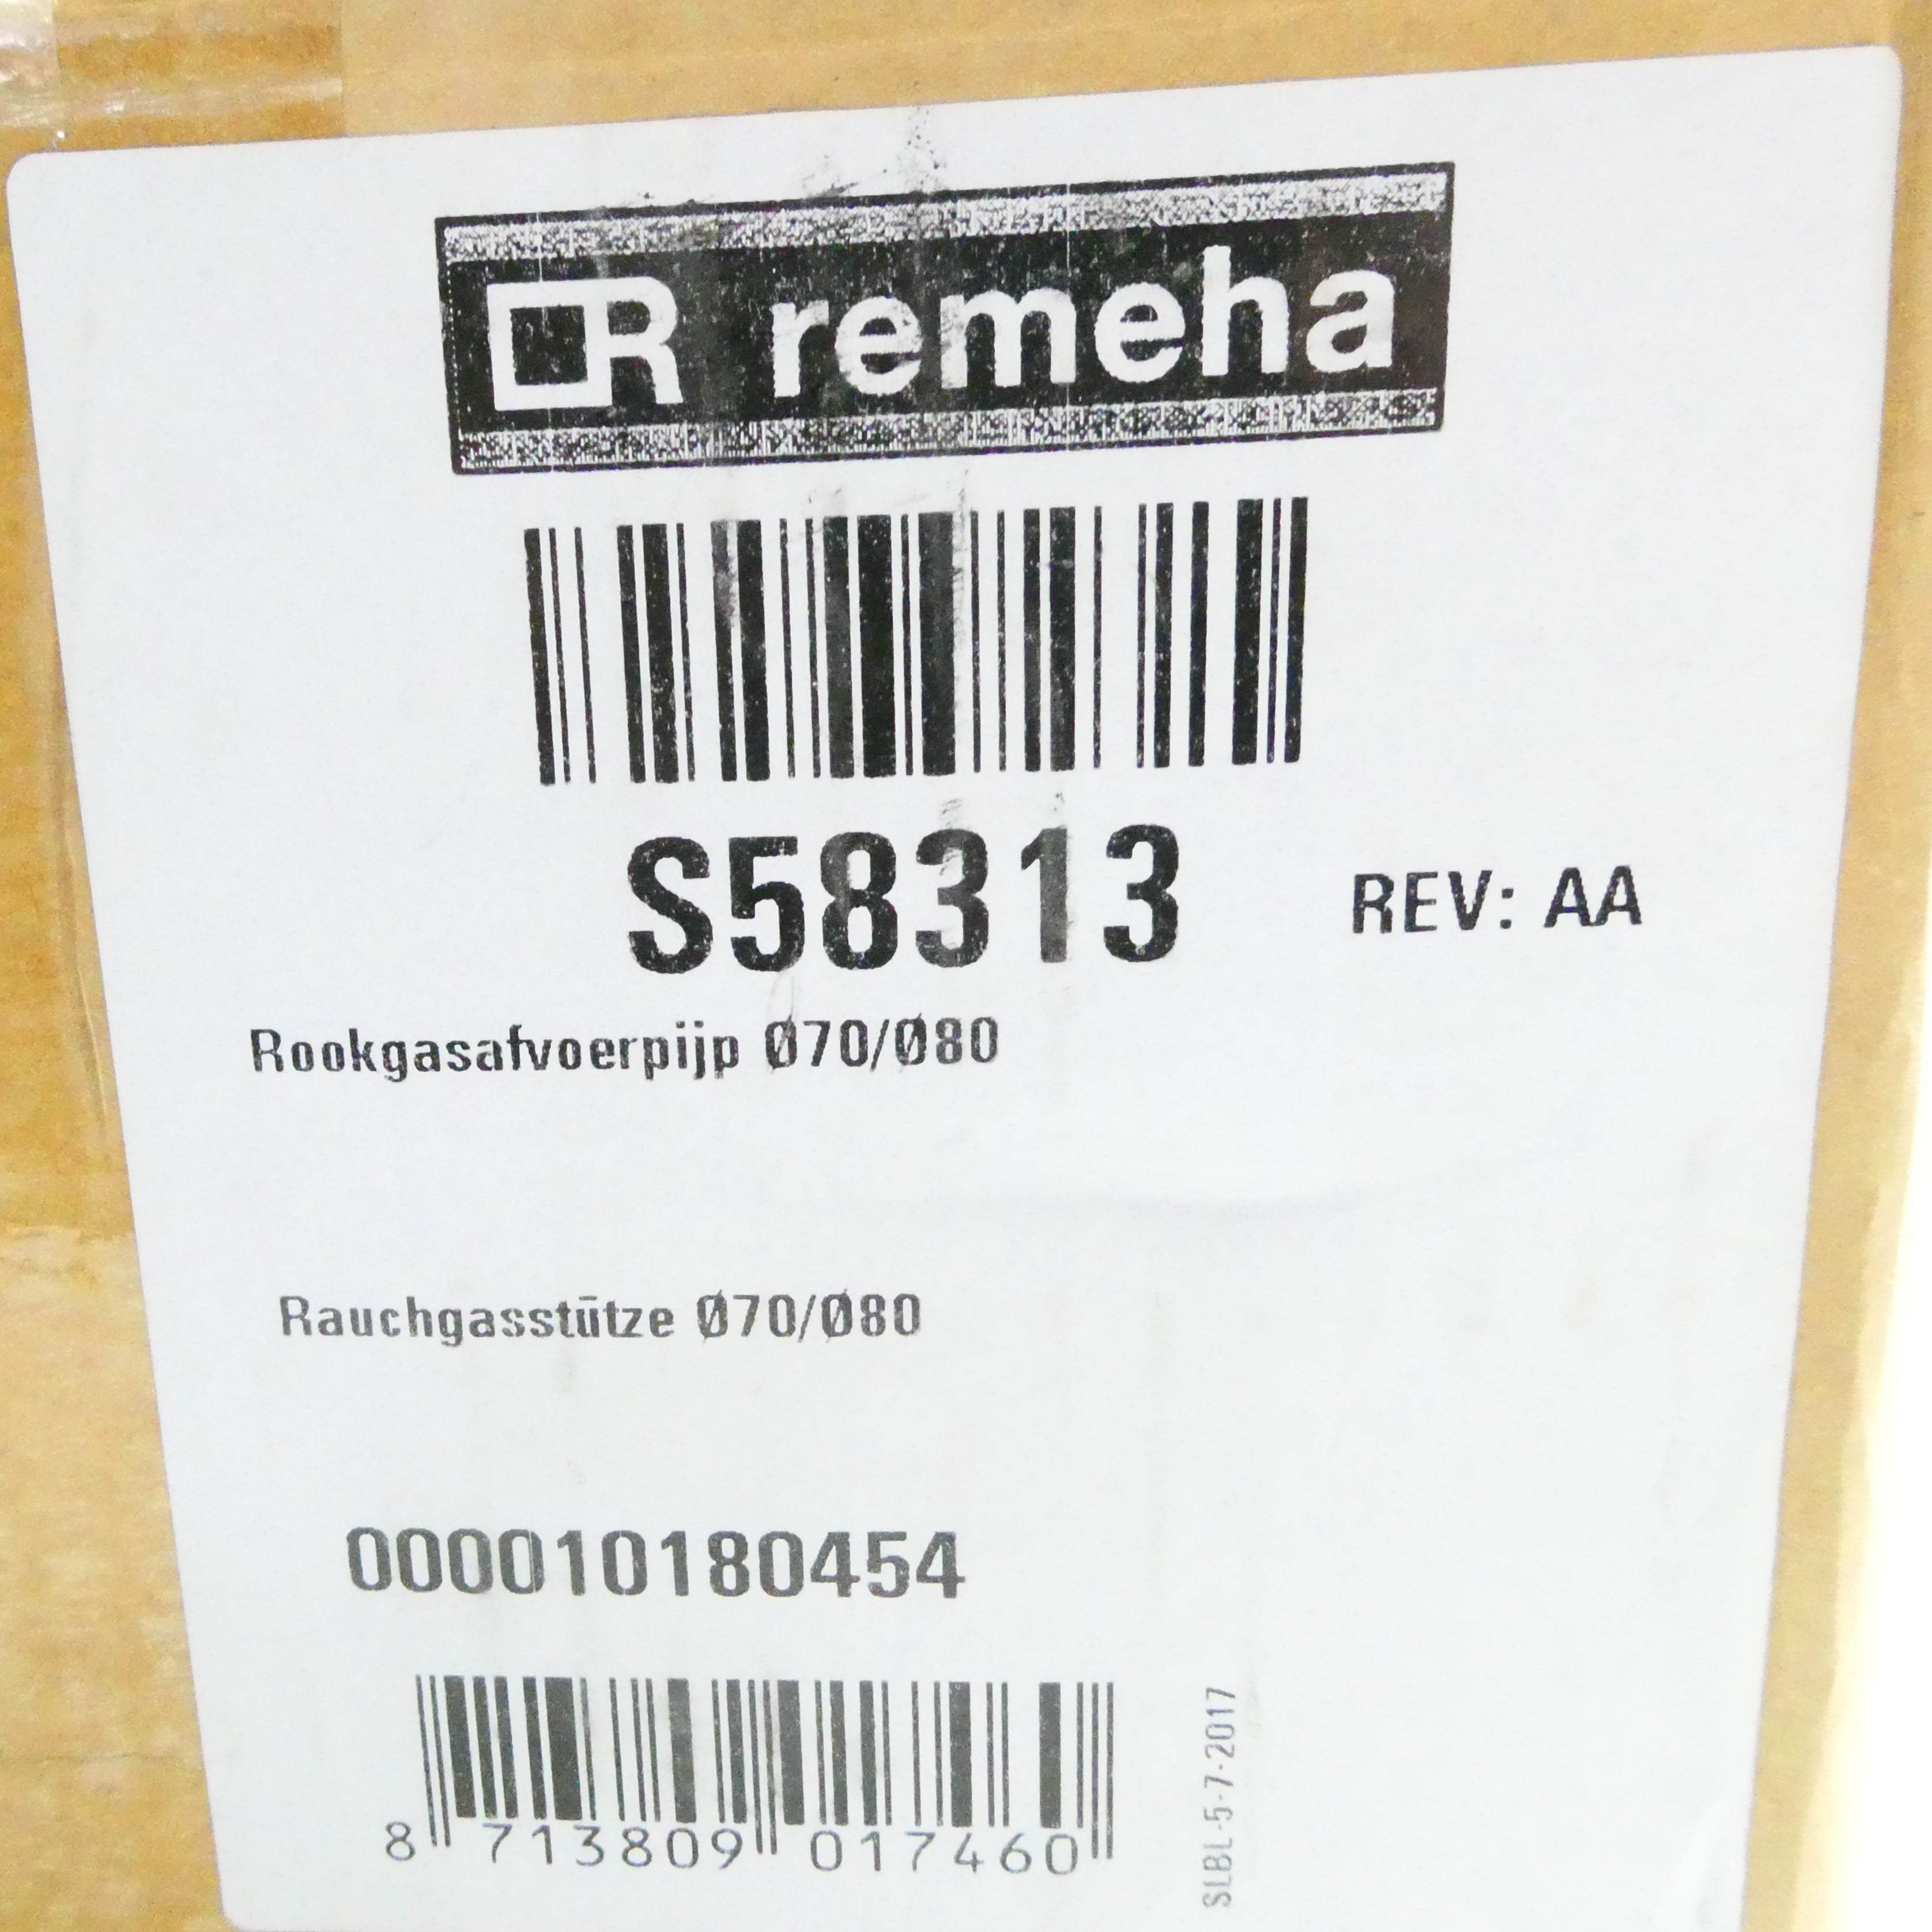 R remeha
S58313 REV: AA
Rookgasafvoerpijp Ø70/Ø80
Rauchgasstütze Ø70/Ø80
000010180454
8 713809 017460
SLBL-5-7-2017